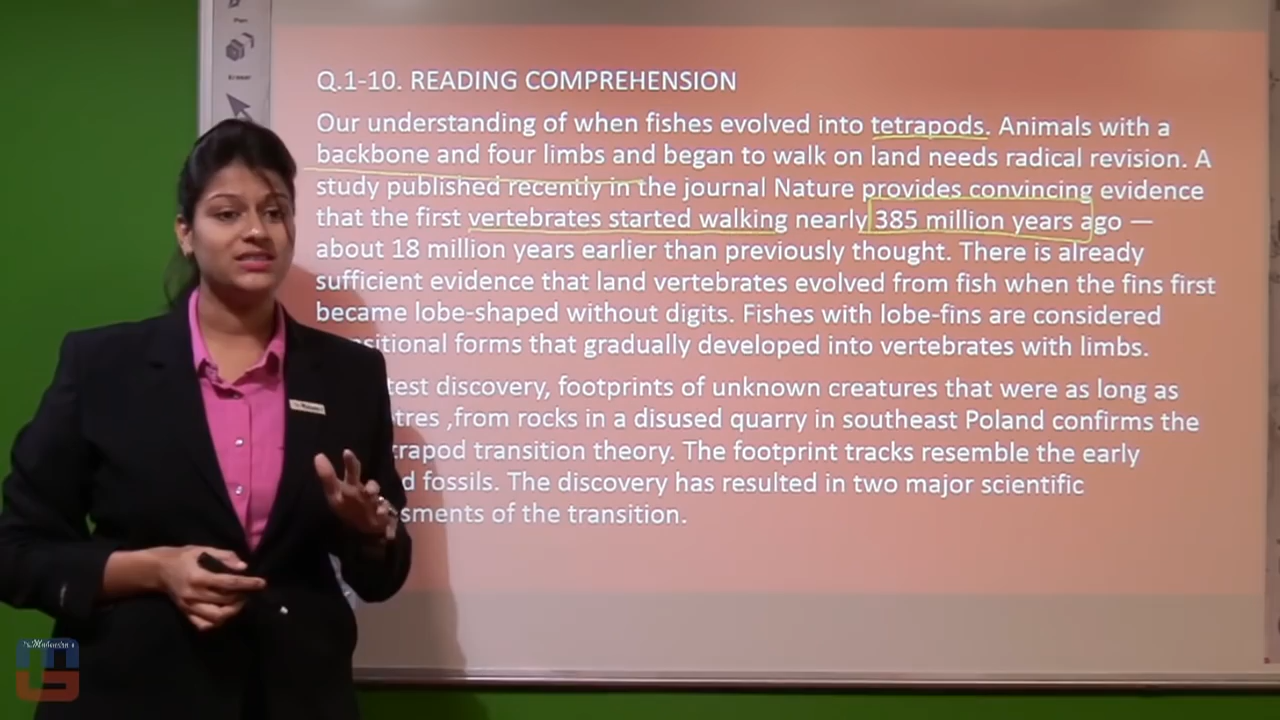 Pen
Eraser
Q.1-10. READING COMPREHENSION
Our understanding of when fishes evolved into tetrapods. Animals with a
backbone and four limbs and began to walk on land needs radical revision. A
study published recently in the journal Nature provides convincing evidence
that the first vertebrates started walking nearly 385 million years ago —
about 18 million years earlier than previously thought. There is already
sufficient evidence that land vertebrates evolved from fish when the fins first
became lobe-shaped without digits. Fishes with lobe-fins are considered
sitional forms that gradually developed into vertebrates with limbs.
test discovery, footprints of unknown creatures that were as long as
tres ,from rocks in a disused quarry in southeast Poland confirms the
trapod transition theory. The footprint tracks resemble the early
d fossils. The discovery has resulted in two major scientific
sments of the transition.